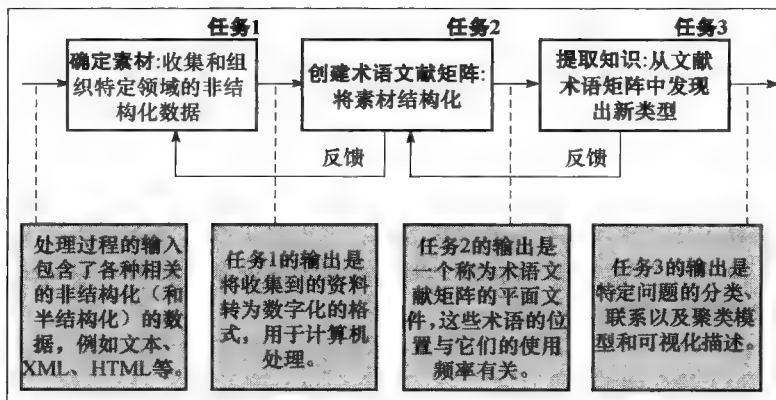 任务1
确定素材:收集和组
织特定领域的非结
构化数据
任务2
创建术语文献矩阵:
将素材结构化
任务3
提取知识:从文献
术语矩阵中发现
出新类型
反馈
反馈
处理过程的输入
包含了各种相关
的非结构化（和
半结构化）的数
据，例如文本、
XML、HTML等。
任务1的输出是
将收集到的资料
转为数字化的格
式，用于计算机
处理。
任务2的输出是
一个称为术语文
献矩阵的平面文
件,这些术语的位
置与它们的使用
频率有关。
任务3的输出是
特定问题的分类、
联系以及聚类模
型和可视化描述。